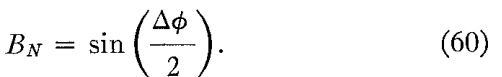 B_N = sin(Δϕ/2). (60)